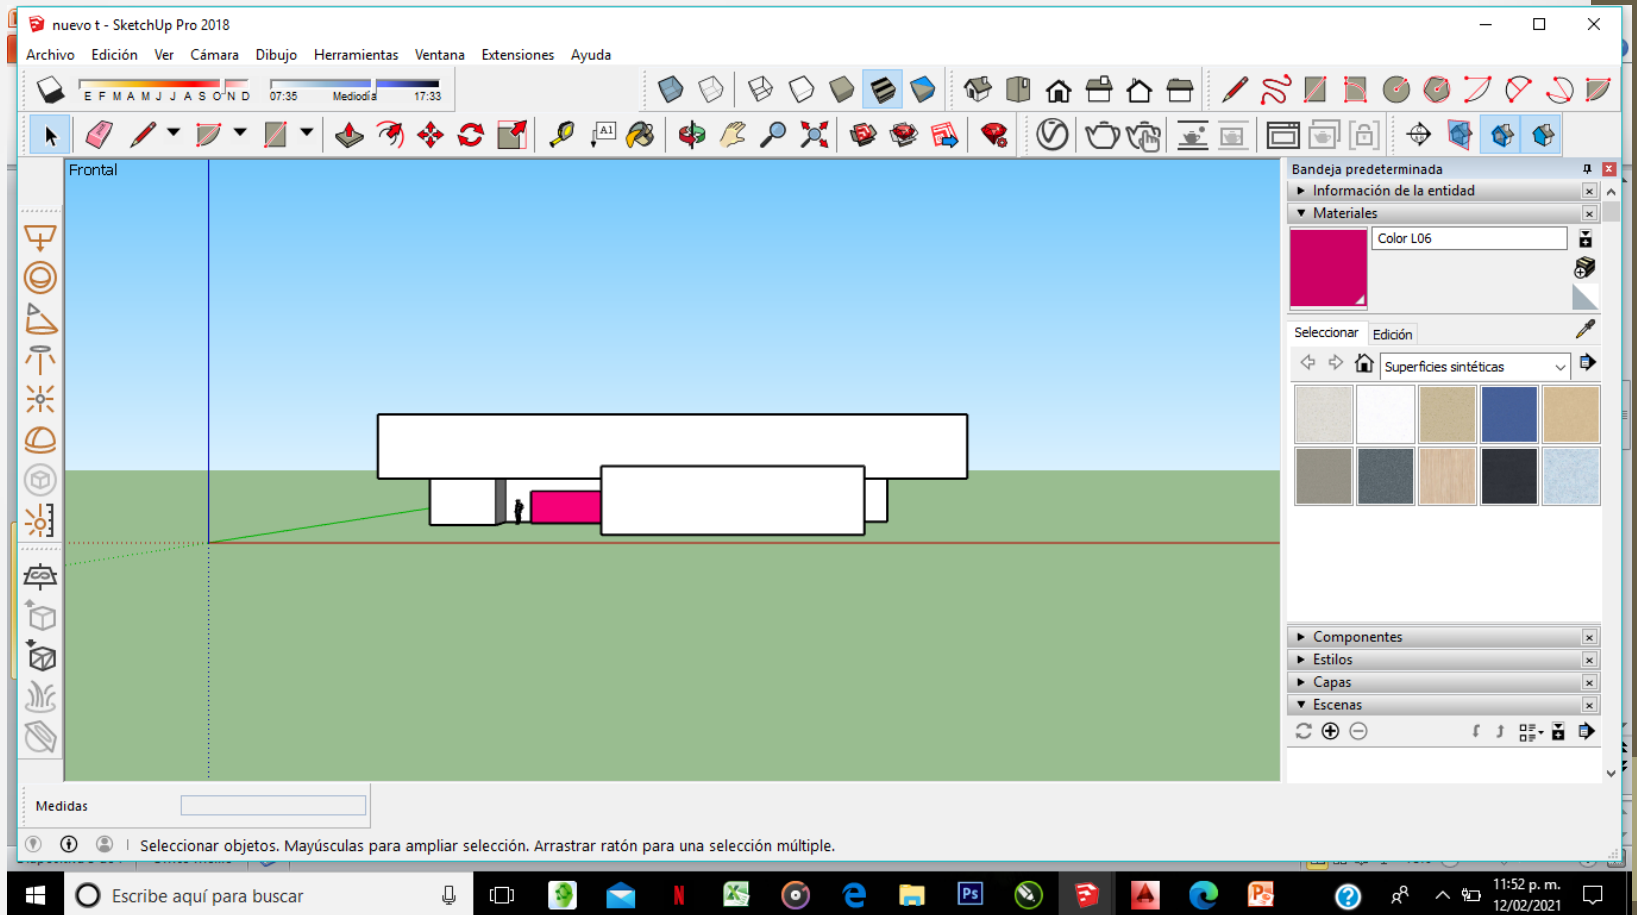 nuevo t - SketchUp Pro 2018
Archivo Edición Ver Cámara Dibujo Herramientas Ventana Extensiones Ayuda
E F M A M J J A S O N D 07:35 Mediodía 17:33
A1
Frontal
Bandeja predeterminada
Información de la entidad
Materiales
Color L06
Seleccionar Edición
Superficies sintéticas
Componentes
Estilos
Capas
Escenas
Medidas
Seleccionar objetos. Mayúsculas para ampliar selección. Arrastrar ratón para una selección múltiple.
Escribe aquí para buscar
N
Ps
11:52 p. m.
12/02/2021